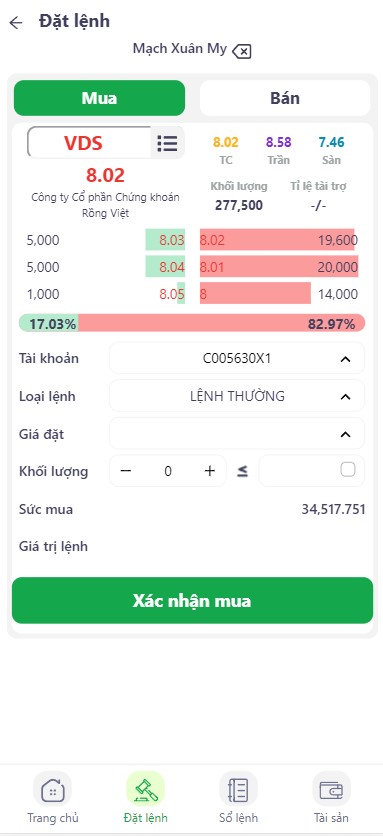 Đặt lệnh
Mạch Xuân My
Mua Bán
VDS
8.02
Công ty Cổ phần Chứng khoán
Rồng Việt
8.02 8.58 7.46
TC Trần Sàn
Khối lượng Tỉ lệ tài trợ
277,500 -/-
5,000 8.03 8.02 19,600
5,000 8.04 8.01 20,000
1,000 8.05 8 14,000
17.03% 82.97%
Tài khoản C005630X1
Loại lệnh LỆNH THƯỜNG
Giá đặt
Khối lượng − 0 + ≤
Sức mua 34,517.751
Giá trị lệnh
Xác nhận mua
Trang chủ Đặt lệnh Sổ lệnh Tài sản